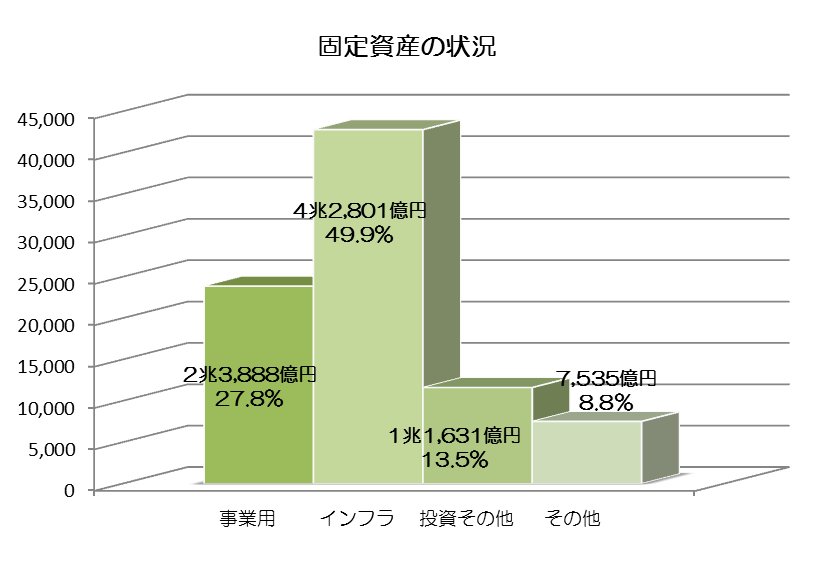 固定資産の状況
45,000
40,000
35,000
30,000
25,000
20,000
15,000
10,000
5,000
0
4兆2,801億円
49.9%
2兆3,888億円
27.8%
1兆1,631億円
13.5%
7,535億円
8.8%
事業用
インフラ
投資その他
その他